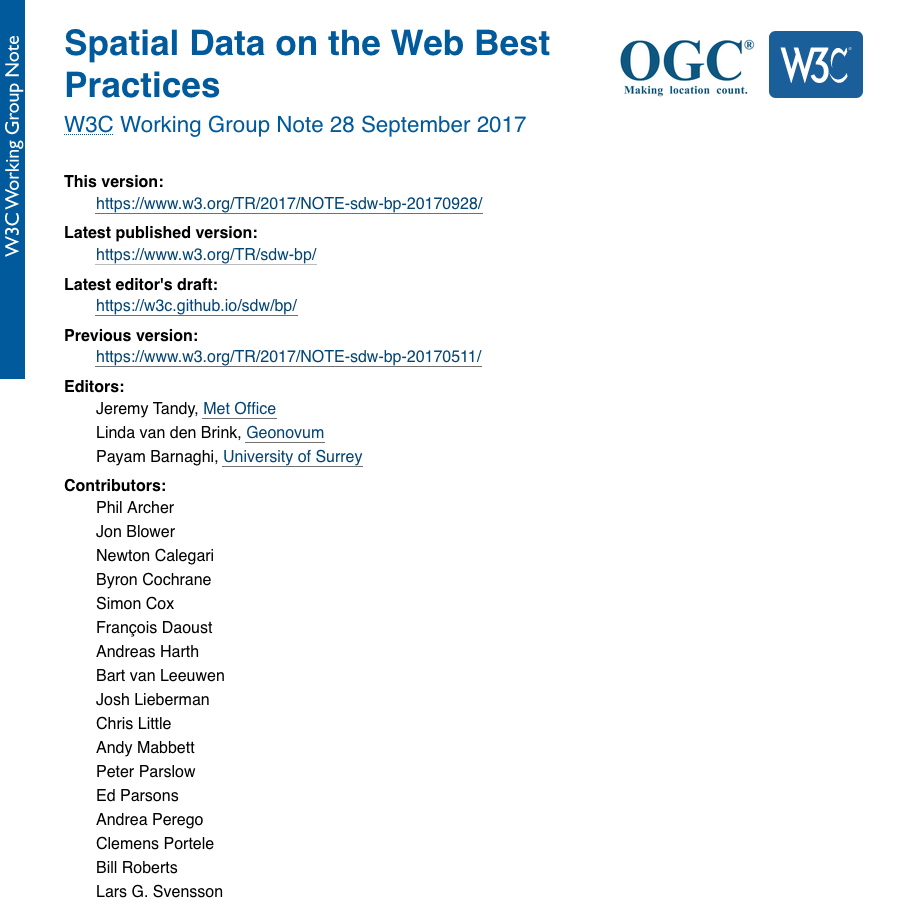 W3C Working Group Note
Spatial Data on the Web Best
Practices
OGC®
Making location count.
W3C®
W3C Working Group Note 28 September 2017
This version:
https://www.w3.org/TR/2017/NOTE-sdw-bp-20170928/
Latest published version:
https://www.w3.org/TR/sdw-bp/
Latest editor's draft:
https://w3c.github.io/sdw/bp/
Previous version:
https://www.w3.org/TR/2017/NOTE-sdw-bp-20170511/
Editors:
Jeremy Tandy, Met Office
Linda van den Brink, Geonovum
Payam Barnaghi, University of Surrey
Contributors:
Phil Archer
Jon Blower
Newton Calegari
Byron Cochrane
Simon Cox
François Daoust
Andreas Harth
Bart van Leeuwen
Josh Lieberman
Chris Little
Andy Mabbett
Peter Parslow
Ed Parsons
Andrea Perego
Clemens Portele
Bill Roberts
Lars G. Svensson